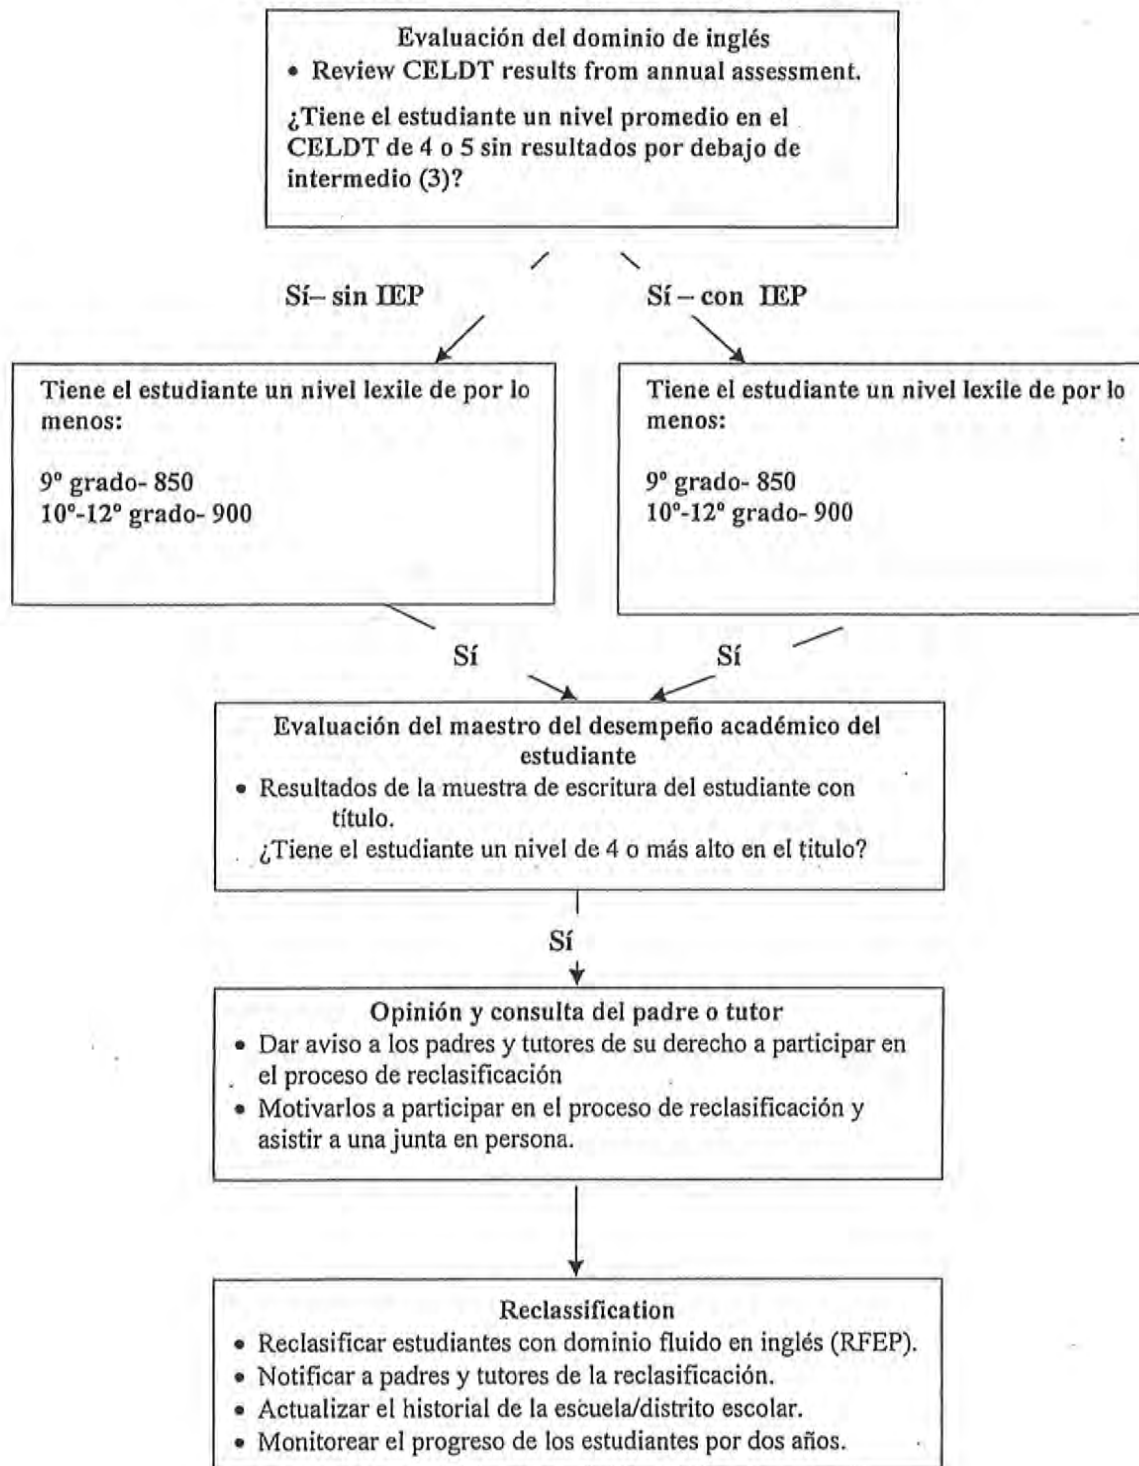 Evaluación del dominio de inglés
• Review CELDT results from annual assessment.
¿Tiene el estudiante un nivel promedio en el
CELDT de 4 o 5 sin resultados por debajo de
intermedio (3)?
Sí– sin IEP
Sí – con IEP
Tiene el estudiante un nivel lexile de por lo
menos:
9º grado- 850
10º-12º grado- 900
Tiene el estudiante un nivel lexile de por lo
menos:
9º grado- 850
10º-12º grado- 900
Sí
Sí
Evaluación del maestro del desempeño académico del
estudiante
• Resultados de la muestra de escritura del estudiante con
título.
¿Tiene el estudiante un nivel de 4 o más alto en el titulo?
Sí
Opinión y consulta del padre o tutor
• Dar aviso a los padres y tutores de su derecho a participar en
el proceso de reclasificación
• Motivarlos a participar en el proceso de reclasificación y
asistir a una junta en persona.
Reclassification
• Reclasificar estudiantes con dominio fluido en inglés (RFEP).
• Notificar a padres y tutores de la reclasificación.
• Actualizar el historial de la escuela/distrito escolar.
• Monitorear el progreso de los estudiantes por dos años.